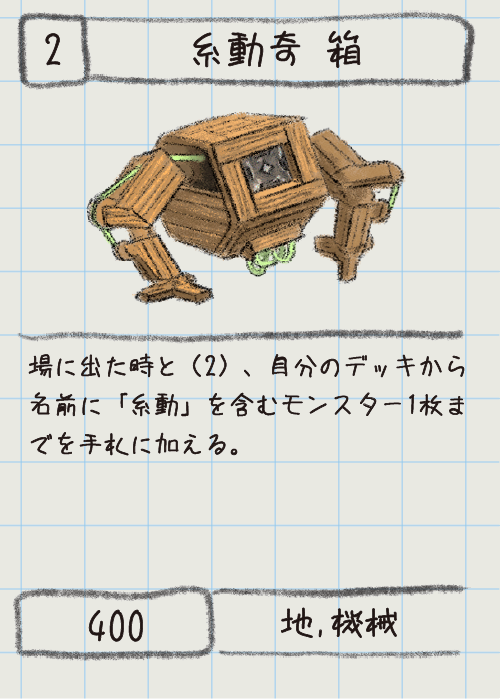 2
糸動奇 箱
場に出た時と（2）、自分のデッキから
名前に「糸動」を含むモンスター1枚ま
でを手札に加える。
400
地,機械